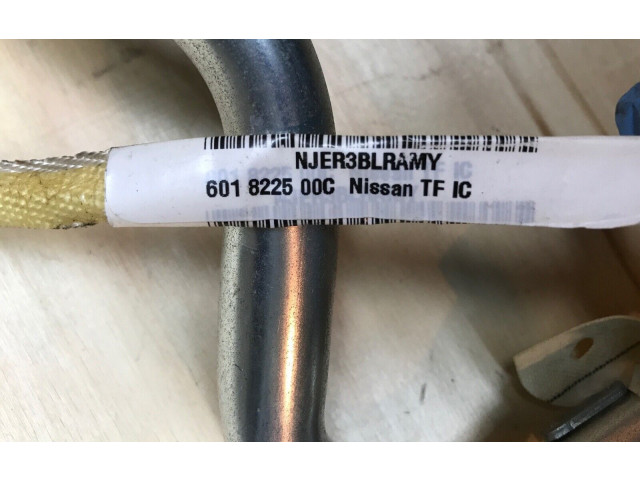 NJER3BLRAMY
601 8225 00C Nissan TF IC